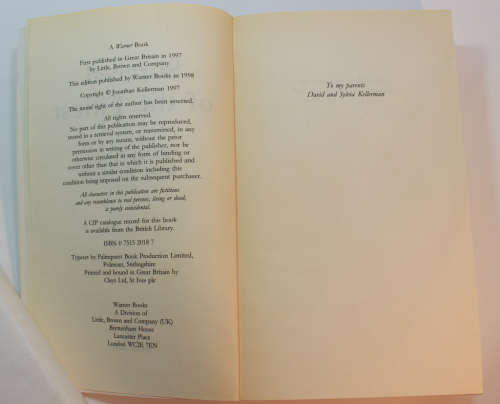 A Warner Book
First published in Great Britain in 1997
by Little, Brown and Company
This edition published by Warner Books in 1998
Copyright © Jonathan Kellerman 1997
The moral right of the author has been asserted.
All rights reserved.
No part of this publication may be reproduced,
stored in a retrieval system, or transmitted, in any
form or by any means, without the prior
permission in writing of the publisher, nor be
otherwise circulated in any form of binding or
cover other than that in which it is published and
without a similar condition including this
condition being imposed on the subsequent purchaser.
All characters in this publication are fictitious
and any resemblance to real persons, living or dead,
is purely coincidental.
A CIP catalogue record for this book
is available from the British Library.
ISBN 0 7515 2018 7
Typeset by Palimpsest Book Production Limited,
Polmont, Stirlingshire
Printed and bound in Great Britain by
Clays Ltd, St Ives plc
Warner Books
A Division of
Little, Brown and Company (UK)
Brettenham House
Lancaster Place
London WC2E 7EN
To my parents
David and Sylvia Kellerman